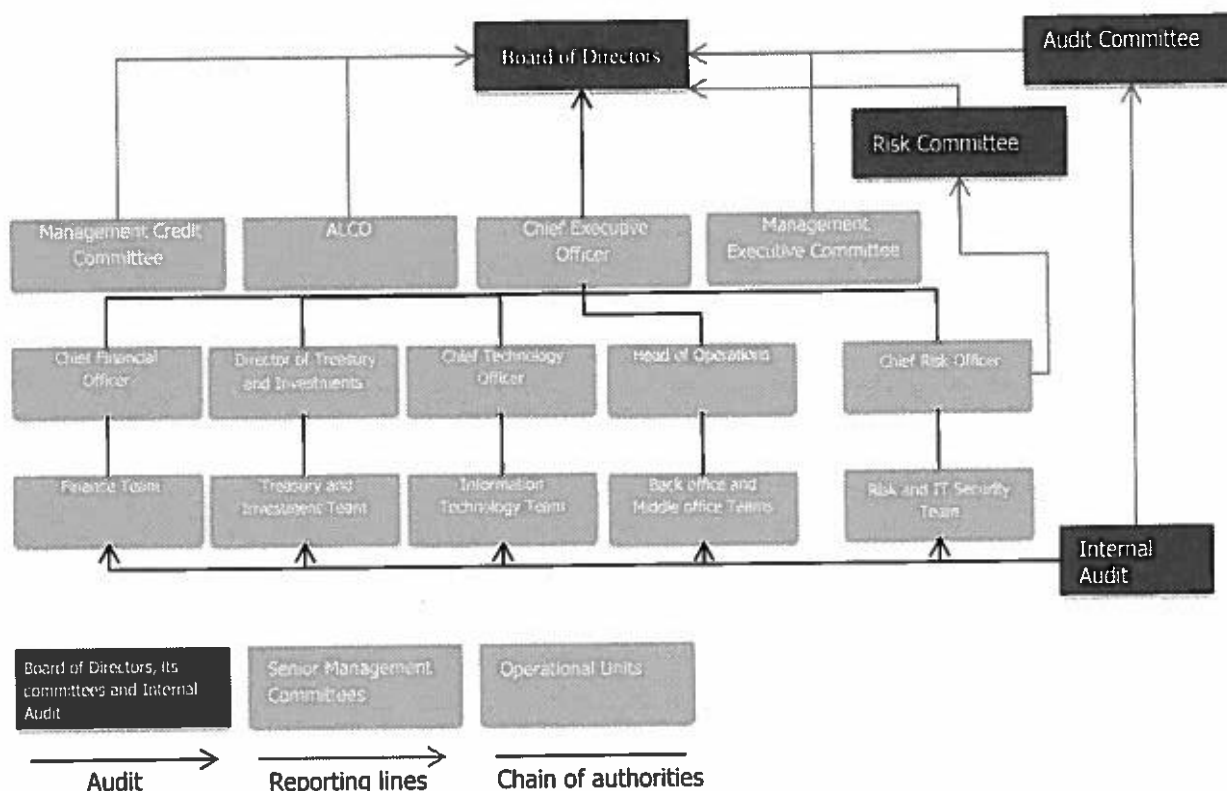 Board of Directors
Audit Committee
Risk Committee
Management Credit
Committee
ALCO
Chief Executive
Officer
Management
Executive Committee
Chief Financial
Officer
Director of Treasury
and Investments
Chief Technology
Officer
Head of Operations
Chief Risk Officer
Finance Team
Treasury and
Investment Team
Information
Technology Team
Back office and
Middle office Teams
Risk and IT Security
Team
Internal
Audit
Board of Directors, its
committees and Internal
Audit
Senior Management
Committees
Operational Units
Audit
Reporting lines
Chain of authorities